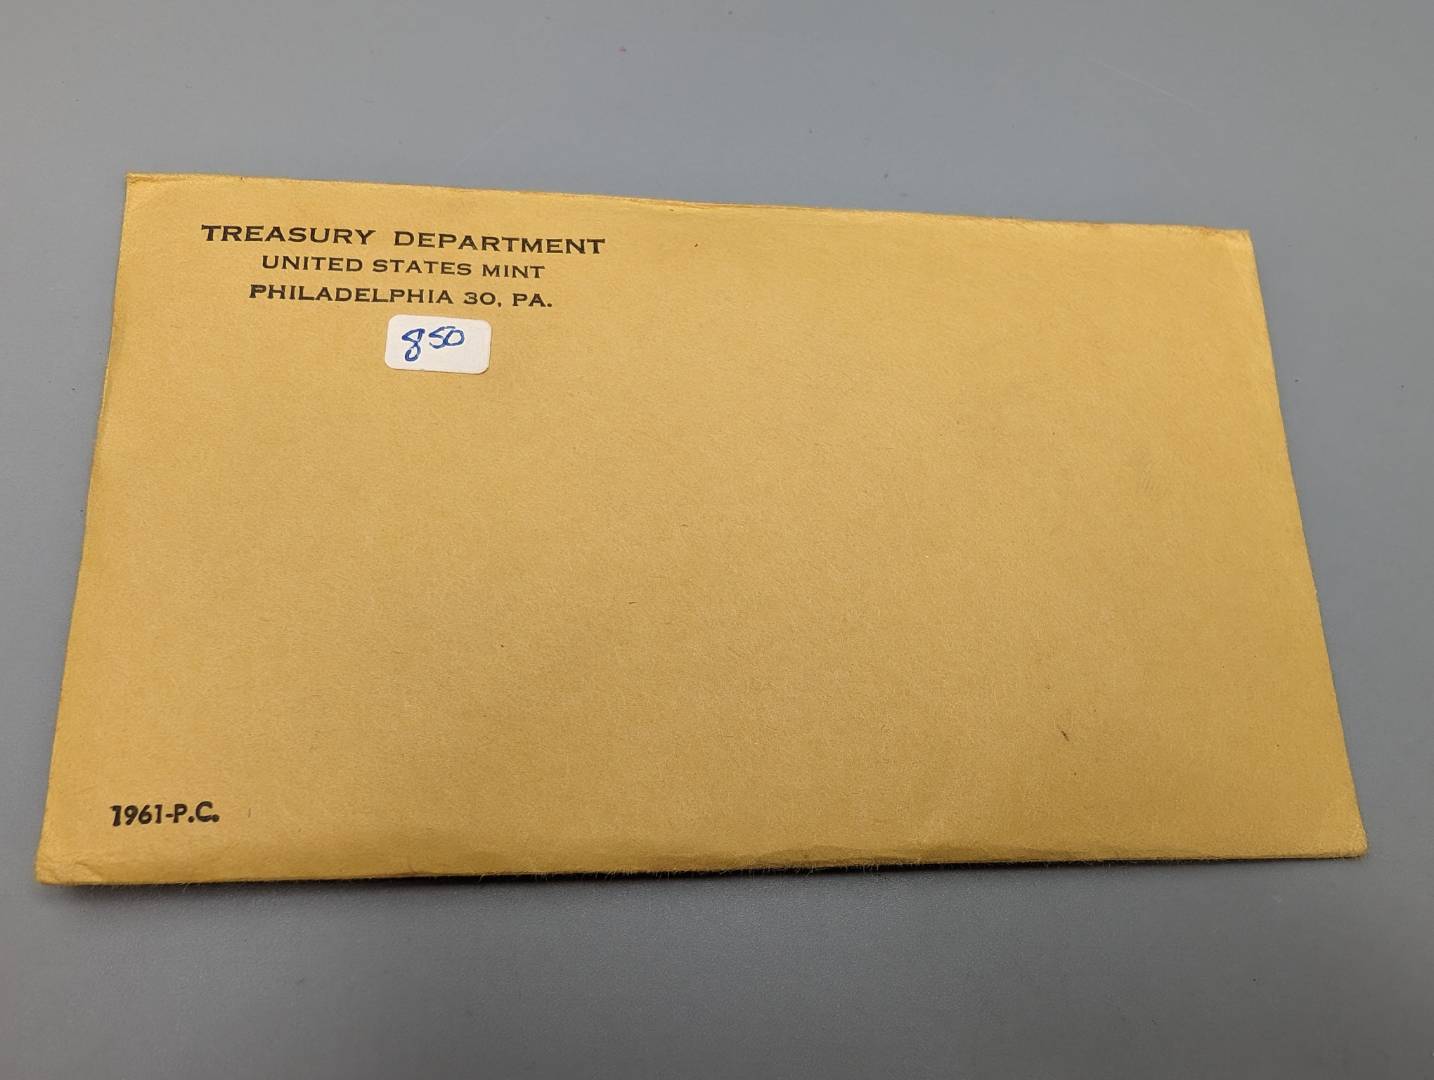 TREASURY DEPARTMENT
UNITED STATES MINT
PHILADELPHIA 30, PA.
850
1961-P.C.